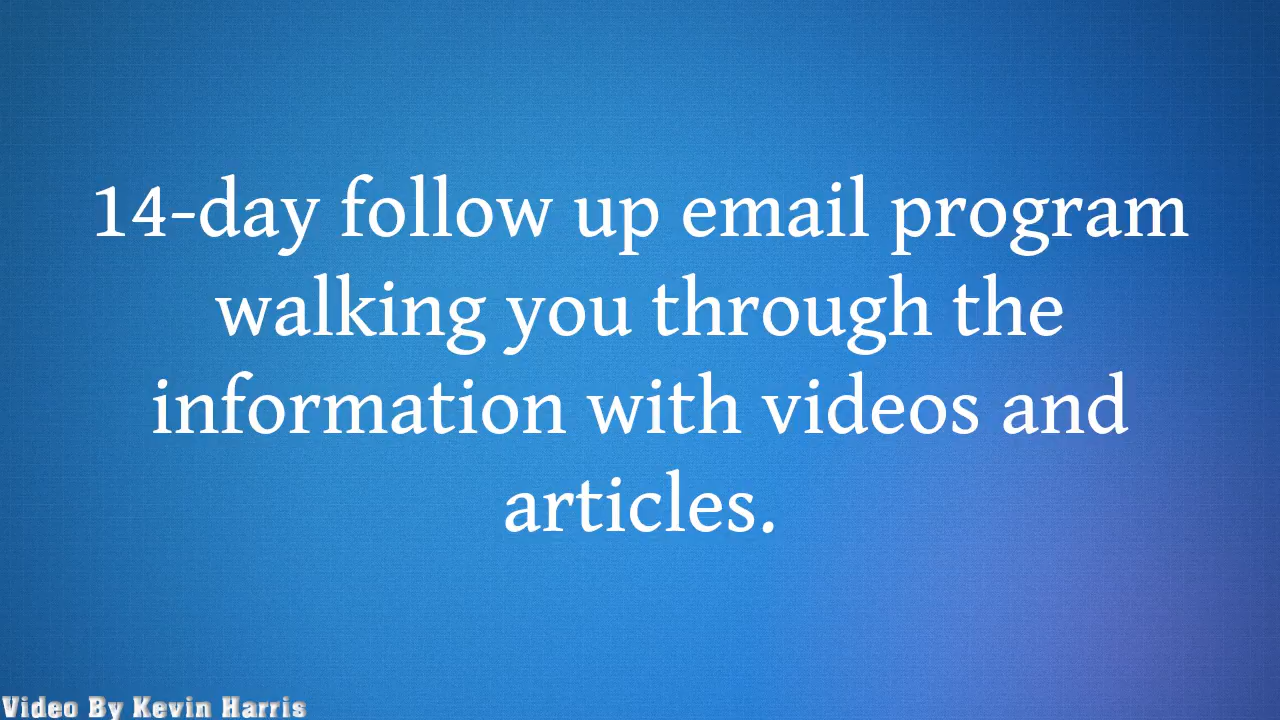 14-day follow up email program
walking you through the
information with videos and
articles.
Video By Kevin Harris